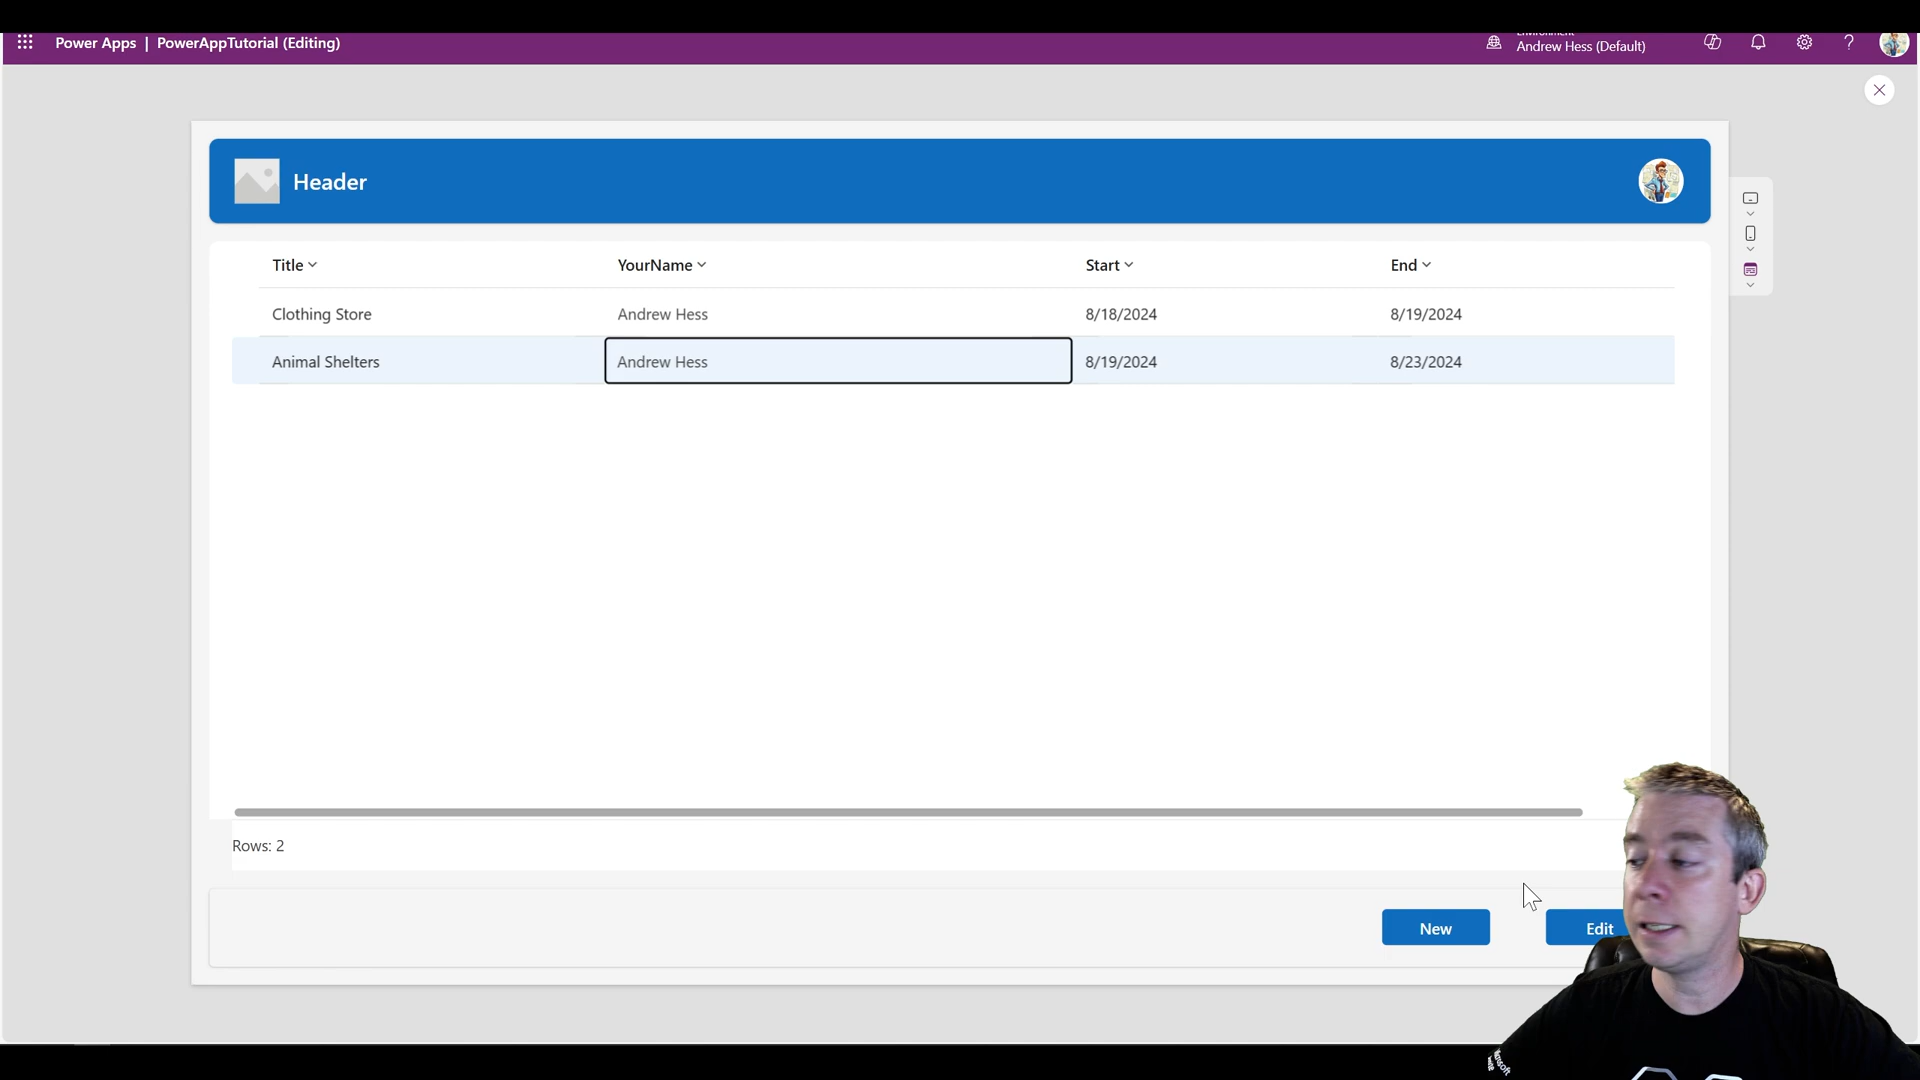 Power Apps | PowerAppTutorial (Editing)
Environment
Andrew Hess (Default)
Header
Title YourName Start End
Clothing Store Andrew Hess 8/18/2024 8/19/2024
Animal Shelters Andrew Hess 8/19/2024 8/23/2024
Rows: 2
New Edit